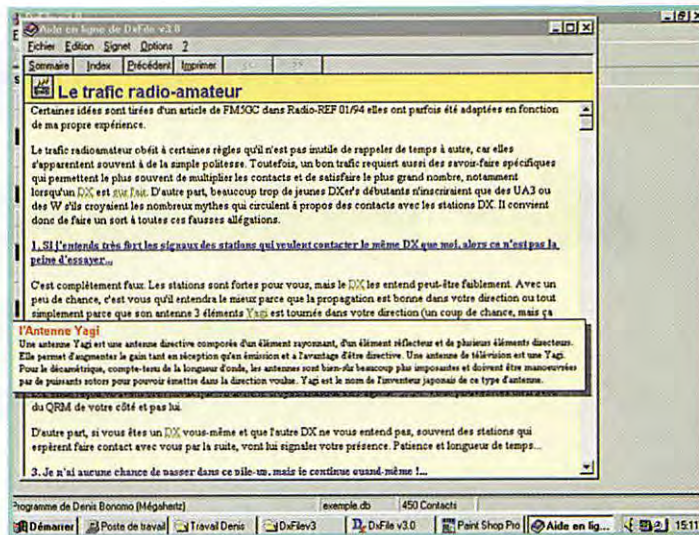 Aide en ligne de DxFile v3.0
Fichier Edition Signet Options ?
Sommaire Index Précédent Imprimer << >>
Le trafic radio-amateur
Certaines idées sont tirées d'un article de FM5GC dans Radio-REF 01/94 elles ont parfois été adaptées en fonction
de ma propre expérience.
Le trafic radioamateur obéit à certaines règles qu'il n'est pas inutile de rappeler de temps à autre, car elles
s'apparentent souvent à de la simple politesse. Toutefois, un bon trafic requiert aussi des savoir-faire spécifiques
qui permettent le plus souvent de multiplier les contacts et de satisfaire le plus grand nombre, notamment
lorsqu'un DX est sur l'air. D'autre part, beaucoup trop de jeunes DXer's débutants n'inscriraient que des UA3 ou
des W s'ils croyaient les nombreux mythes qui circulent à propos des contacts avec les stations DX. Il convient
donc de faire un sort à toutes ces fausses allégations.
1. SI j'entends très fort les signaux des stations qui veulent contacter le même DX que moi, alors ce n'est pas la
peine d'essayer...
C'est complètement faux. Les stations sont fortes pour vous, mais le DX les entend peut-être faiblement. Avec un
peu de chance, c'est vous qu'il entendra le mieux parce que la propagation est bonne dans votre direction ou tout
simplement parce que son antenne 3 éléments Yagi est tournée dans votre direction (un coup de chance, mais ça
l'Antenne Yagi
Une antenne Yagi est une antenne directive composée d'un élément rayonnant, d'un élément réflecteur et de plusieurs éléments directeurs.
Elle permet d'augmenter le gain tant en réception qu'en émission et a l'avantage d'être directive. Une antenne de télévision est une Yagi.
Pour le décamétrique, compte-tenu de la longueur d'onde, les antennes sont bien-sûr beaucoup plus imposantes et doivent être manoeuvrées
par de puissants rotors pour pouvoir émettre dans la direction voulue. Yagi est le nom de l'inventeur japonais de ce type d'antenne.
du QRM de votre côté et pas lui.
D'autre part, si vous êtes un DX vous-même et que l'autre DX ne vous entend pas, souvent des stations qui
espèrent faire contact avec vous par la suite, vont lui signaler votre présence. Patience et longueur de temps...
3. Je n'ai aucune chance de passer dans ce pile-up, mais je continue quand-même !...
Programme de Denis Bonomo (Mégahertz) exemple.db 450 Contacts
Démarrer Poste de travail Travail Denis DxFilev3 DxFile v3.0 Paint Shop Pro Aide en lig... 15:11